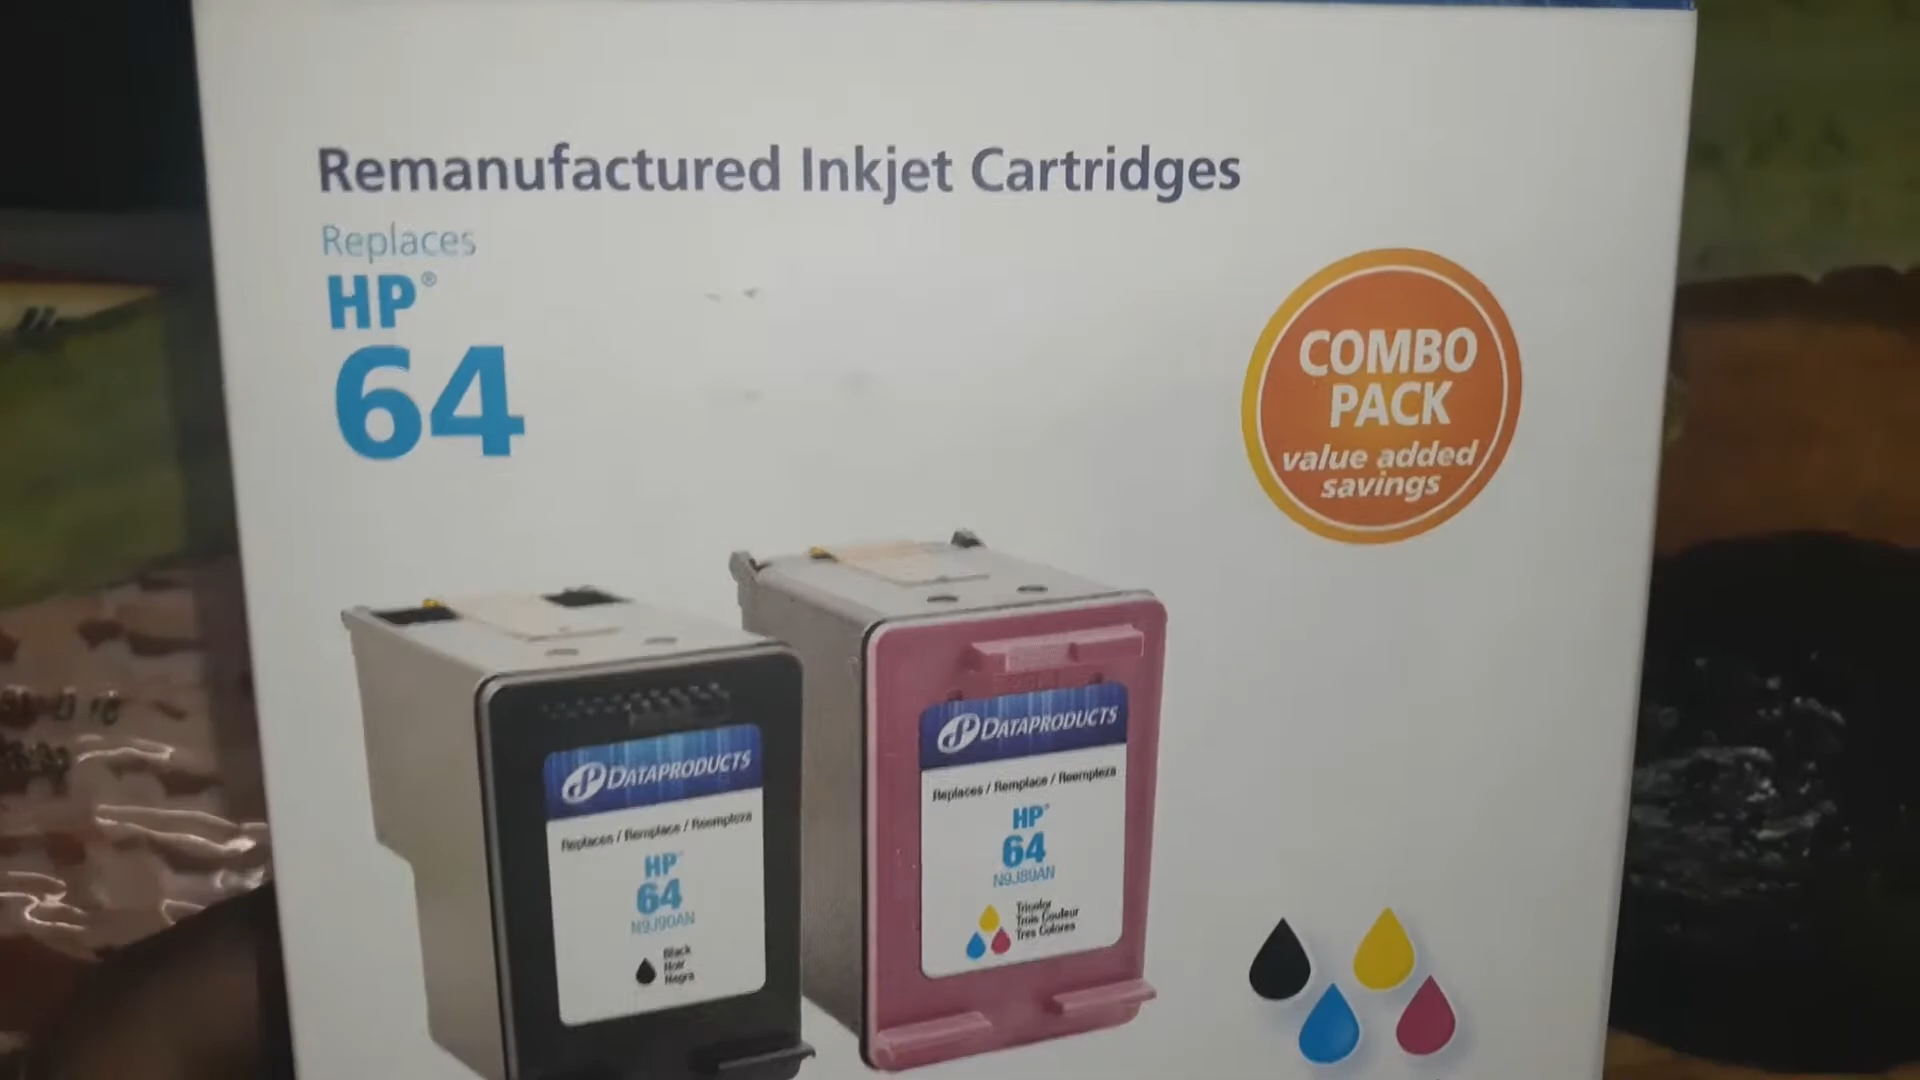 Remanufactured Inkjet Cartridges
Replaces
HP®
64
COMBO
PACK
value added
savings
DATAPRODUCTS
Replaces / Remplace / Reemplaza
HP
64
N9J90AN
Black
Noir
Negra
DATAPRODUCTS
Replaces / Remplace / Reemplaza
HP®
64
N9J89AN
Tricolor
Trois Couleur
Tres Colores